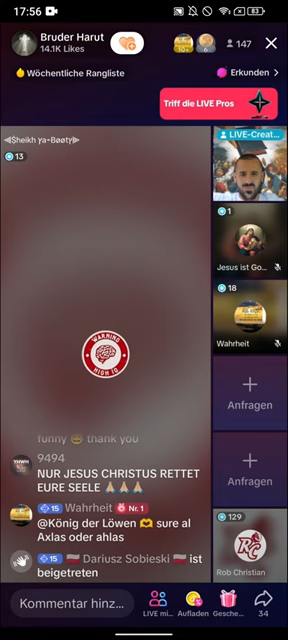 17:56
83
Bruder Harut
14.1K Likes
147
Wöchentliche Rangliste
Erkunden >
Triff die LIVE Pros
LIVE-Creat...
13
1
Jesus ist Go...
WARNING
HIGH IQ
18
Wahrheit
+
Anfragen
+
Anfragen
funny 😄 thank you
9494
NUR JESUS CHRISTUS RETTET
EURE SEELE 🙏🏼🙏🏼🙏🏼
15 Wahrheit Nr. 1
@König der Löwen 🫶 sure al
Axlas oder ahlas
15 🇵🇱 Dariusz Sobieski 🇵🇱 ist
beigetreten
129
RC
Rob Christian
Kommentar hinz...
LIVE mi...
Aufladen
Gesche...
34